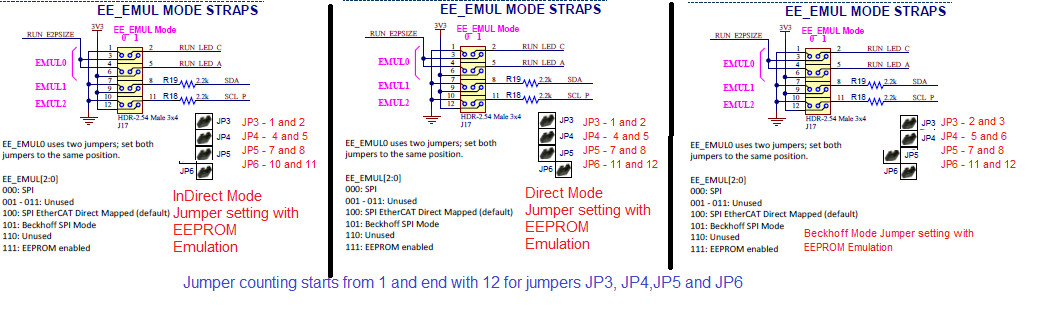 EE_EMUL MODE STRAPS
3V3
EE_EMUL Mode
0 1
RUN_E2PSIZE
1 2 RUN_LED_C
3
EMUL0
4 5 RUN_LED_A
6
EMUL1
7 8 R19 2.2k SDA
9
EMUL2
10 11 R18 2.2k SCL_P
12
HDR-2.54 Male 3x4
J17
JP3 JP3 - 1 and 2
JP4 JP4 - 4 and 5
JP5 JP5 - 7 and 8
JP6 JP6 - 10 and 11
EE_EMUL0 uses two jumpers; set both
jumpers to the same position.
EE_EMUL[2:0]
000: SPI
001 - 011: Unused
100: SPI EtherCAT Direct Mapped (default)
101: Beckhoff SPI Mode
110: Unused
111: EEPROM enabled
InDirect Mode
Jumper setting with
EEPROM
Emulation
EE_EMUL MODE STRAPS
3V3
EE_EMUL Mode
0 1
RUN_E2PSIZE
1 2 RUN_LED_C
3
EMUL0
4 5 RUN_LED_A
6
EMUL1
7 8 R19 2.2k SDA
9
EMUL2
10 11 R18 2.2k SCL_P
12
HDR-2.54 Male 3x4
J17
JP3 JP3 - 1 and 2
JP4 JP4 - 4 and 5
JP5 JP5 - 7 and 8
JP6 JP6 - 11 and 12
EE_EMUL0 uses two jumpers; set both
jumpers to the same position.
EE_EMUL[2:0]
000: SPI
001 - 011: Unused
100: SPI EtherCAT Direct Mapped (default)
101: Beckhoff SPI Mode
110: Unused
111: EEPROM enabled
Direct Mode
Jumper setting with
EEPROM
Emulation
EE_EMUL MODE STRAPS
3V3
EE_EMUL Mode
0 1
RUN_E2PSIZE
1 2 RUN_LED_C
3
EMUL0
4 5 RUN_LED_A
6
EMUL1
7 8 R19 2.2k SDA
9
EMUL2
10 11 R18 2.2k SCL_P
12
HDR-2.54 Male 3x4
J17
JP3 JP3 - 2 and 3
JP4 JP4 - 5 and 6
JP5 JP5 - 7 and 8
JP6 JP6 - 11 and 12
EE_EMUL0 uses two jumpers; set both
jumpers to the same position.
EE_EMUL[2:0]
000: SPI
001 - 011: Unused
100: SPI EtherCAT Direct Mapped (default)
101: Beckhoff SPI Mode
110: Unused
111: EEPROM enabled
Beckhoff Mode Jumper setting with
EEPROM Emulation
Jumper counting starts from 1 and end with 12 for jumpers JP3, JP4,JP5 and JP6